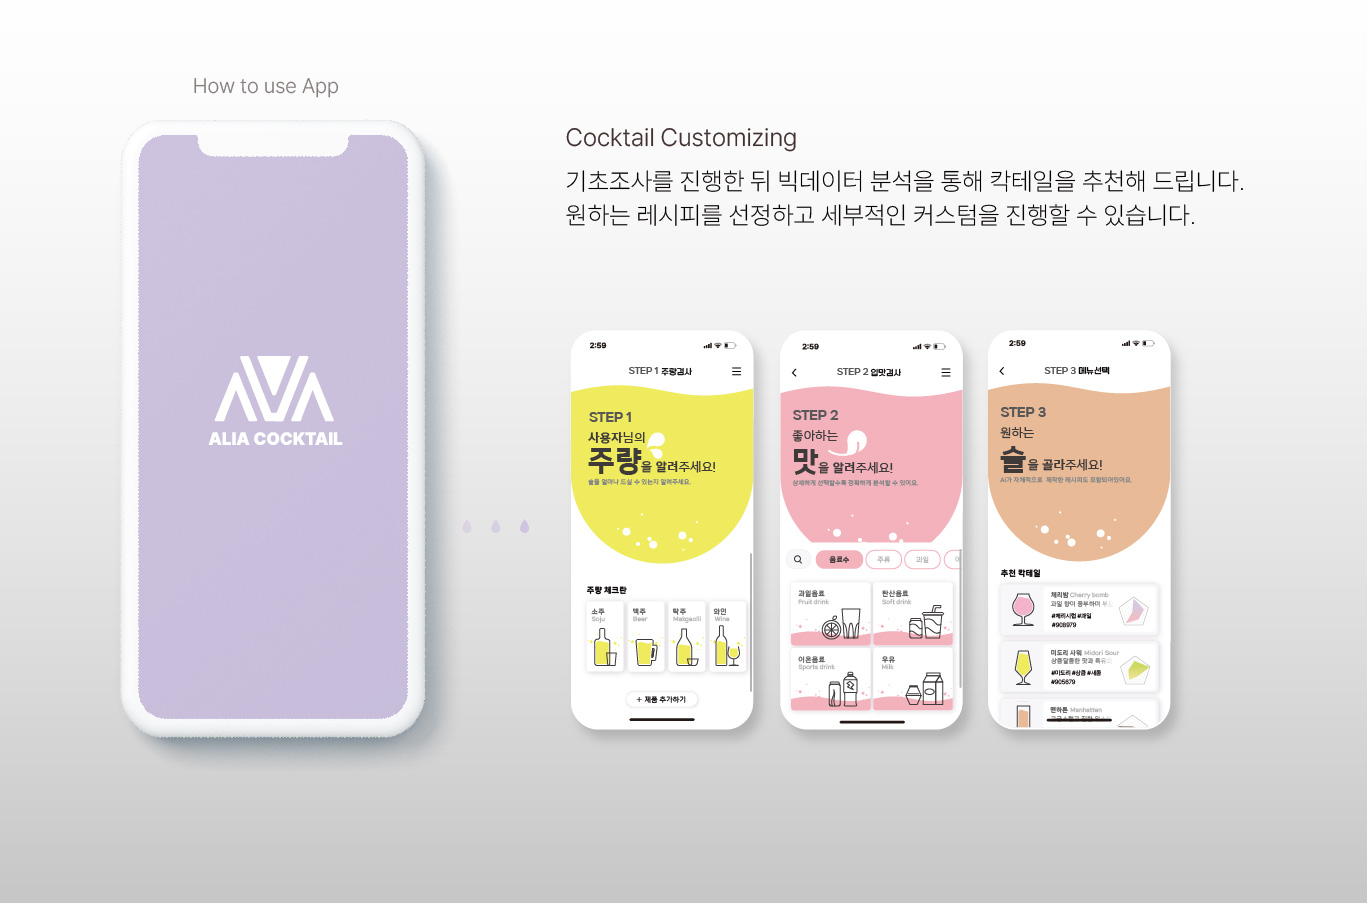 How to use App
ALIA COCKTAIL
Cocktail Customizing
기초조사를 진행한 뒤 빅데이터 분석을 통해 칵테일을 추천해 드립니다.
원하는 레시피를 선정하고 세부적인 커스텀을 진행할 수 있습니다.
2:59
STEP 1 주량검사
STEP 1
사용자님의
주량을 알려주세요!
술을 얼마나 드실 수 있는지 알려주세요.
주량 체크란
소주
Soju
맥주
Beer
탁주
Makgeolli
와인
Wine
+ 제품 추가하기
2:59
STEP 2 입맛검사
STEP 2
좋아하는
맛을 알려주세요!
상세하게 선택할수록 정확하게 분석할 수 있어요.
음료수
주류
과일
과일음료
Fruit drink
탄산음료
Soft drink
이온음료
Sports drink
우유
Milk
2:59
STEP 3 메뉴선택
STEP 3
원하는
술을 골라주세요!
AI가 자체적으로 제작한 레시피도 포함되어있어요.
추천 칵테일
체리밤 Cherry bomb
과일 향이 풍부하며
#체리시럽 #과일
#908979
미도리 사워 Midori Sour
상큼달콤한 맛과
#미도리 #상큼 #새콤
#905679
맨하튼 Manhatten